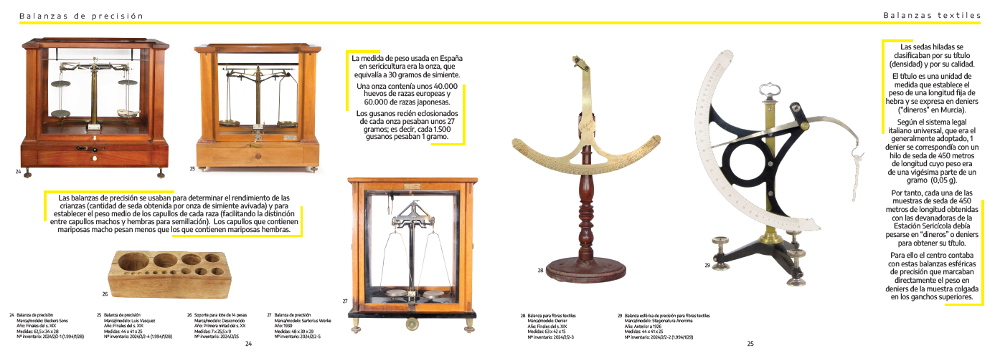 Balanzas de precisión
La medida de peso usada en España
en sericicultura era la onza, que
equivalía a 30 gramos de simiente.
Una onza contenía unos 40.000
huevos de razas europeas y
60.000 de razas japonesas.
Los gusanos recién eclosionados
de cada onza pesaban unos 27
gramos; es decir, cada 1.500
gusanos pesaban 1 gramo.
24
25
Las balanzas de precisión se usaban para determinar el rendimiento de las
crianzas (cantidad de seda obtenida por onza de simiente avivada) y para
establecer el peso medio de los capullos de cada raza (facilitando la distinción
entre capullos machos y hembras para semillación). Los capullos que contienen
mariposas macho pesan menos que los que contienen mariposas hembras.
26
27
24 Balanza de precisión
Marca/modelo: Beckers Sons
Año: Finales del s. XIX
Medidas: 62,5 x 34 x 28
Nº inventario: 2024/2/2-1 (1.994/1/28)
25 Balanza de precisión
Marca/modelo: Luis Vasquez
Año: Finales del s. XIX
Medidas: 44 x 41 x 25
Nº inventario: 2024/2/2-4 (1.994/1/28)
26 Soporte para lote de 14 pesas
Marca/modelo: Desconocido
Año: Primera mitad del s. XX
Medidas: 7 x 25,5 x 9
Nº inventario: 2024/2/25
27 Balanza de precisión
Marca/modelo: Sartorius Werke
Año: 1930
Medidas: 48 x 39 x 29
Nº inventario: 2024/2/2-5
24
Balanzas textiles
Las sedas hiladas se
clasificaban por su título
(densidad) y por su calidad.
El título es una unidad de
medida que establece el
peso de una longitud fija de
hebra y se expresa en deniers
("dineros" en Murcia).
Según el sistema legal
italiano universal, que era el
generalmente adoptado, 1
denier se correspondía con un
hilo de seda de 450 metros
de longitud cuyo peso era
de una vigésima parte de un
gramo (0,05 g).
Por tanto, cada una de las
muestras de seda de 450
metros de longitud obtenidas
con las devanadoras de la
Estación Sericícola debía
pesarse en "dineros" o deniers
para obtener su título.
Para ello el centro contaba
con estas balanzas esféricas
de precisión que marcaban
directamente el peso en
deniers de la muestra colgada
en los ganchos superiores.
28
29
28 Balanza para fibras textiles
Marca/modelo: Denier
Año: Finales del s. XIX
Medidas: 63 x 42 x 15
Nº inventario: 2024/2/2-3
29 Balanza esférica de precisión para fibras textiles
Marca/modelo: Stagionatura Anonima
Año: Anterior a 1926
Medidas: 44 x 41 x 25
Nº inventario: 2024/2/2-2 (1.994/1/29)
25